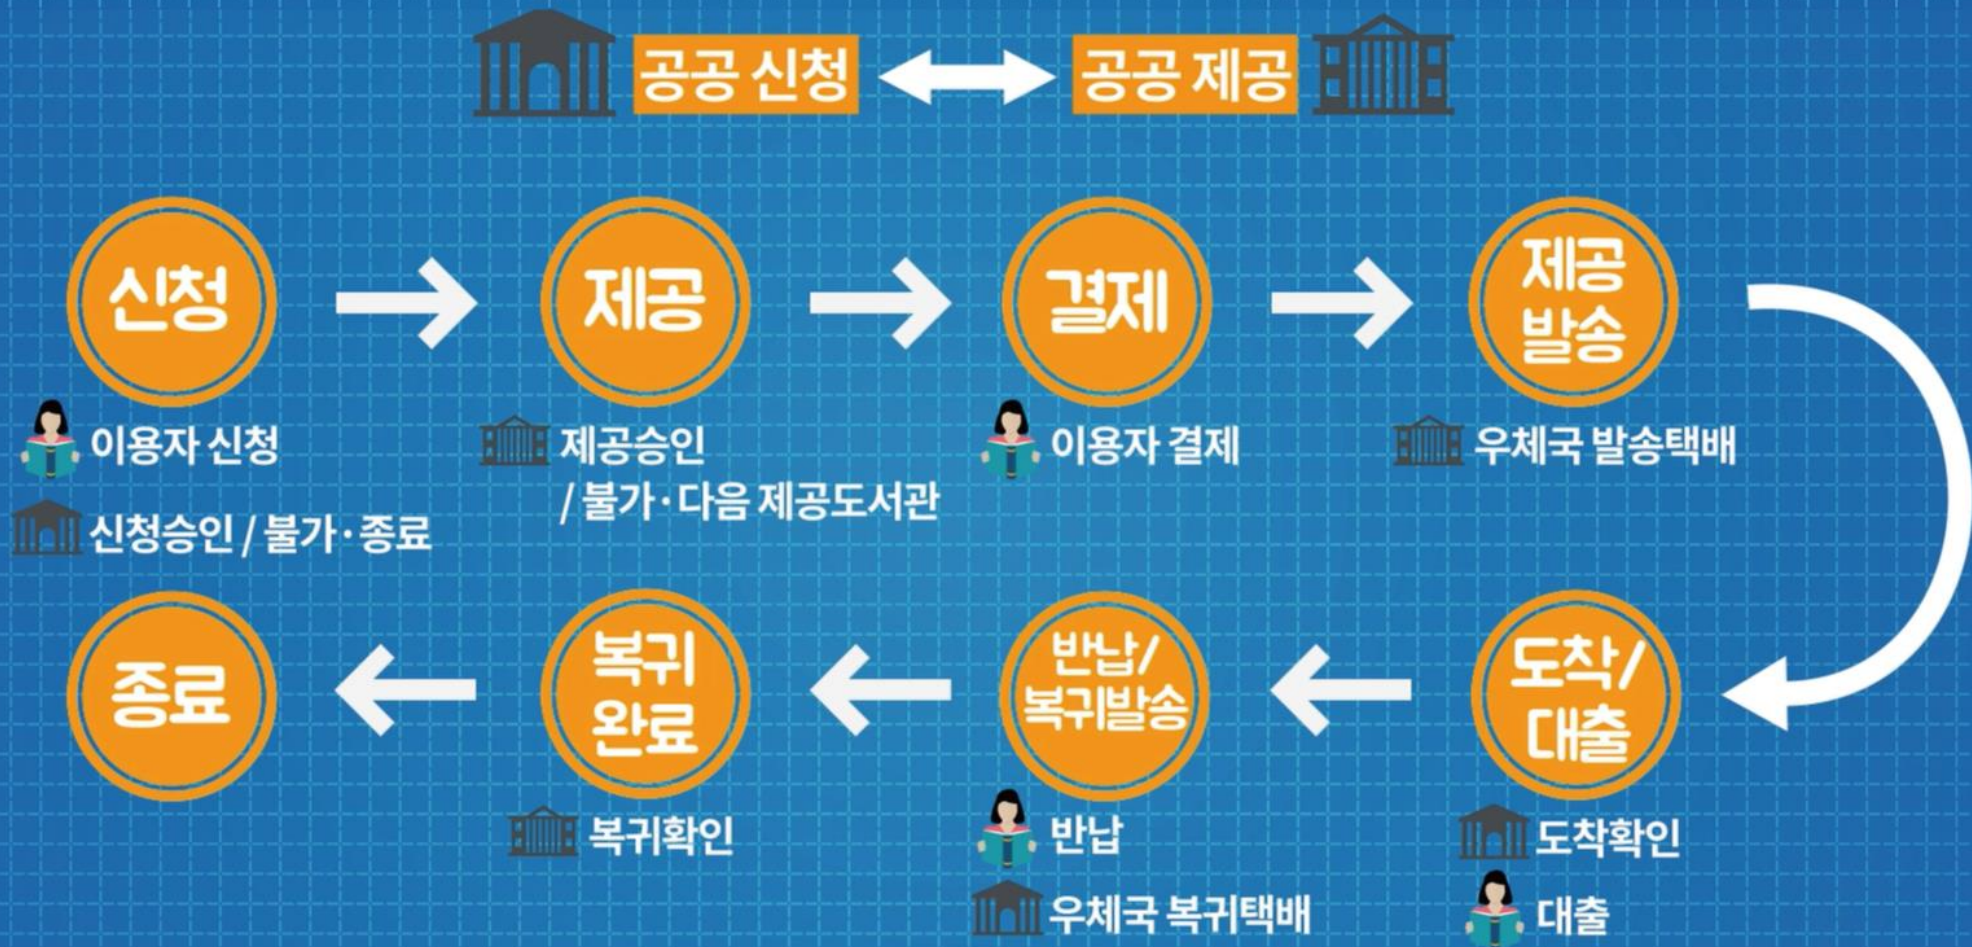 공공 신청
공공 제공
신청
이용자 신청
신청승인 / 불가·종료
제공
제공승인
/ 불가·다음 제공도서관
결제
이용자 결제
제공
발송
우체국 발송택배
도착/
대출
도착확인
대출
반납/
복귀발송
반납
우체국 복귀택배
복귀
완료
복귀확인
종료